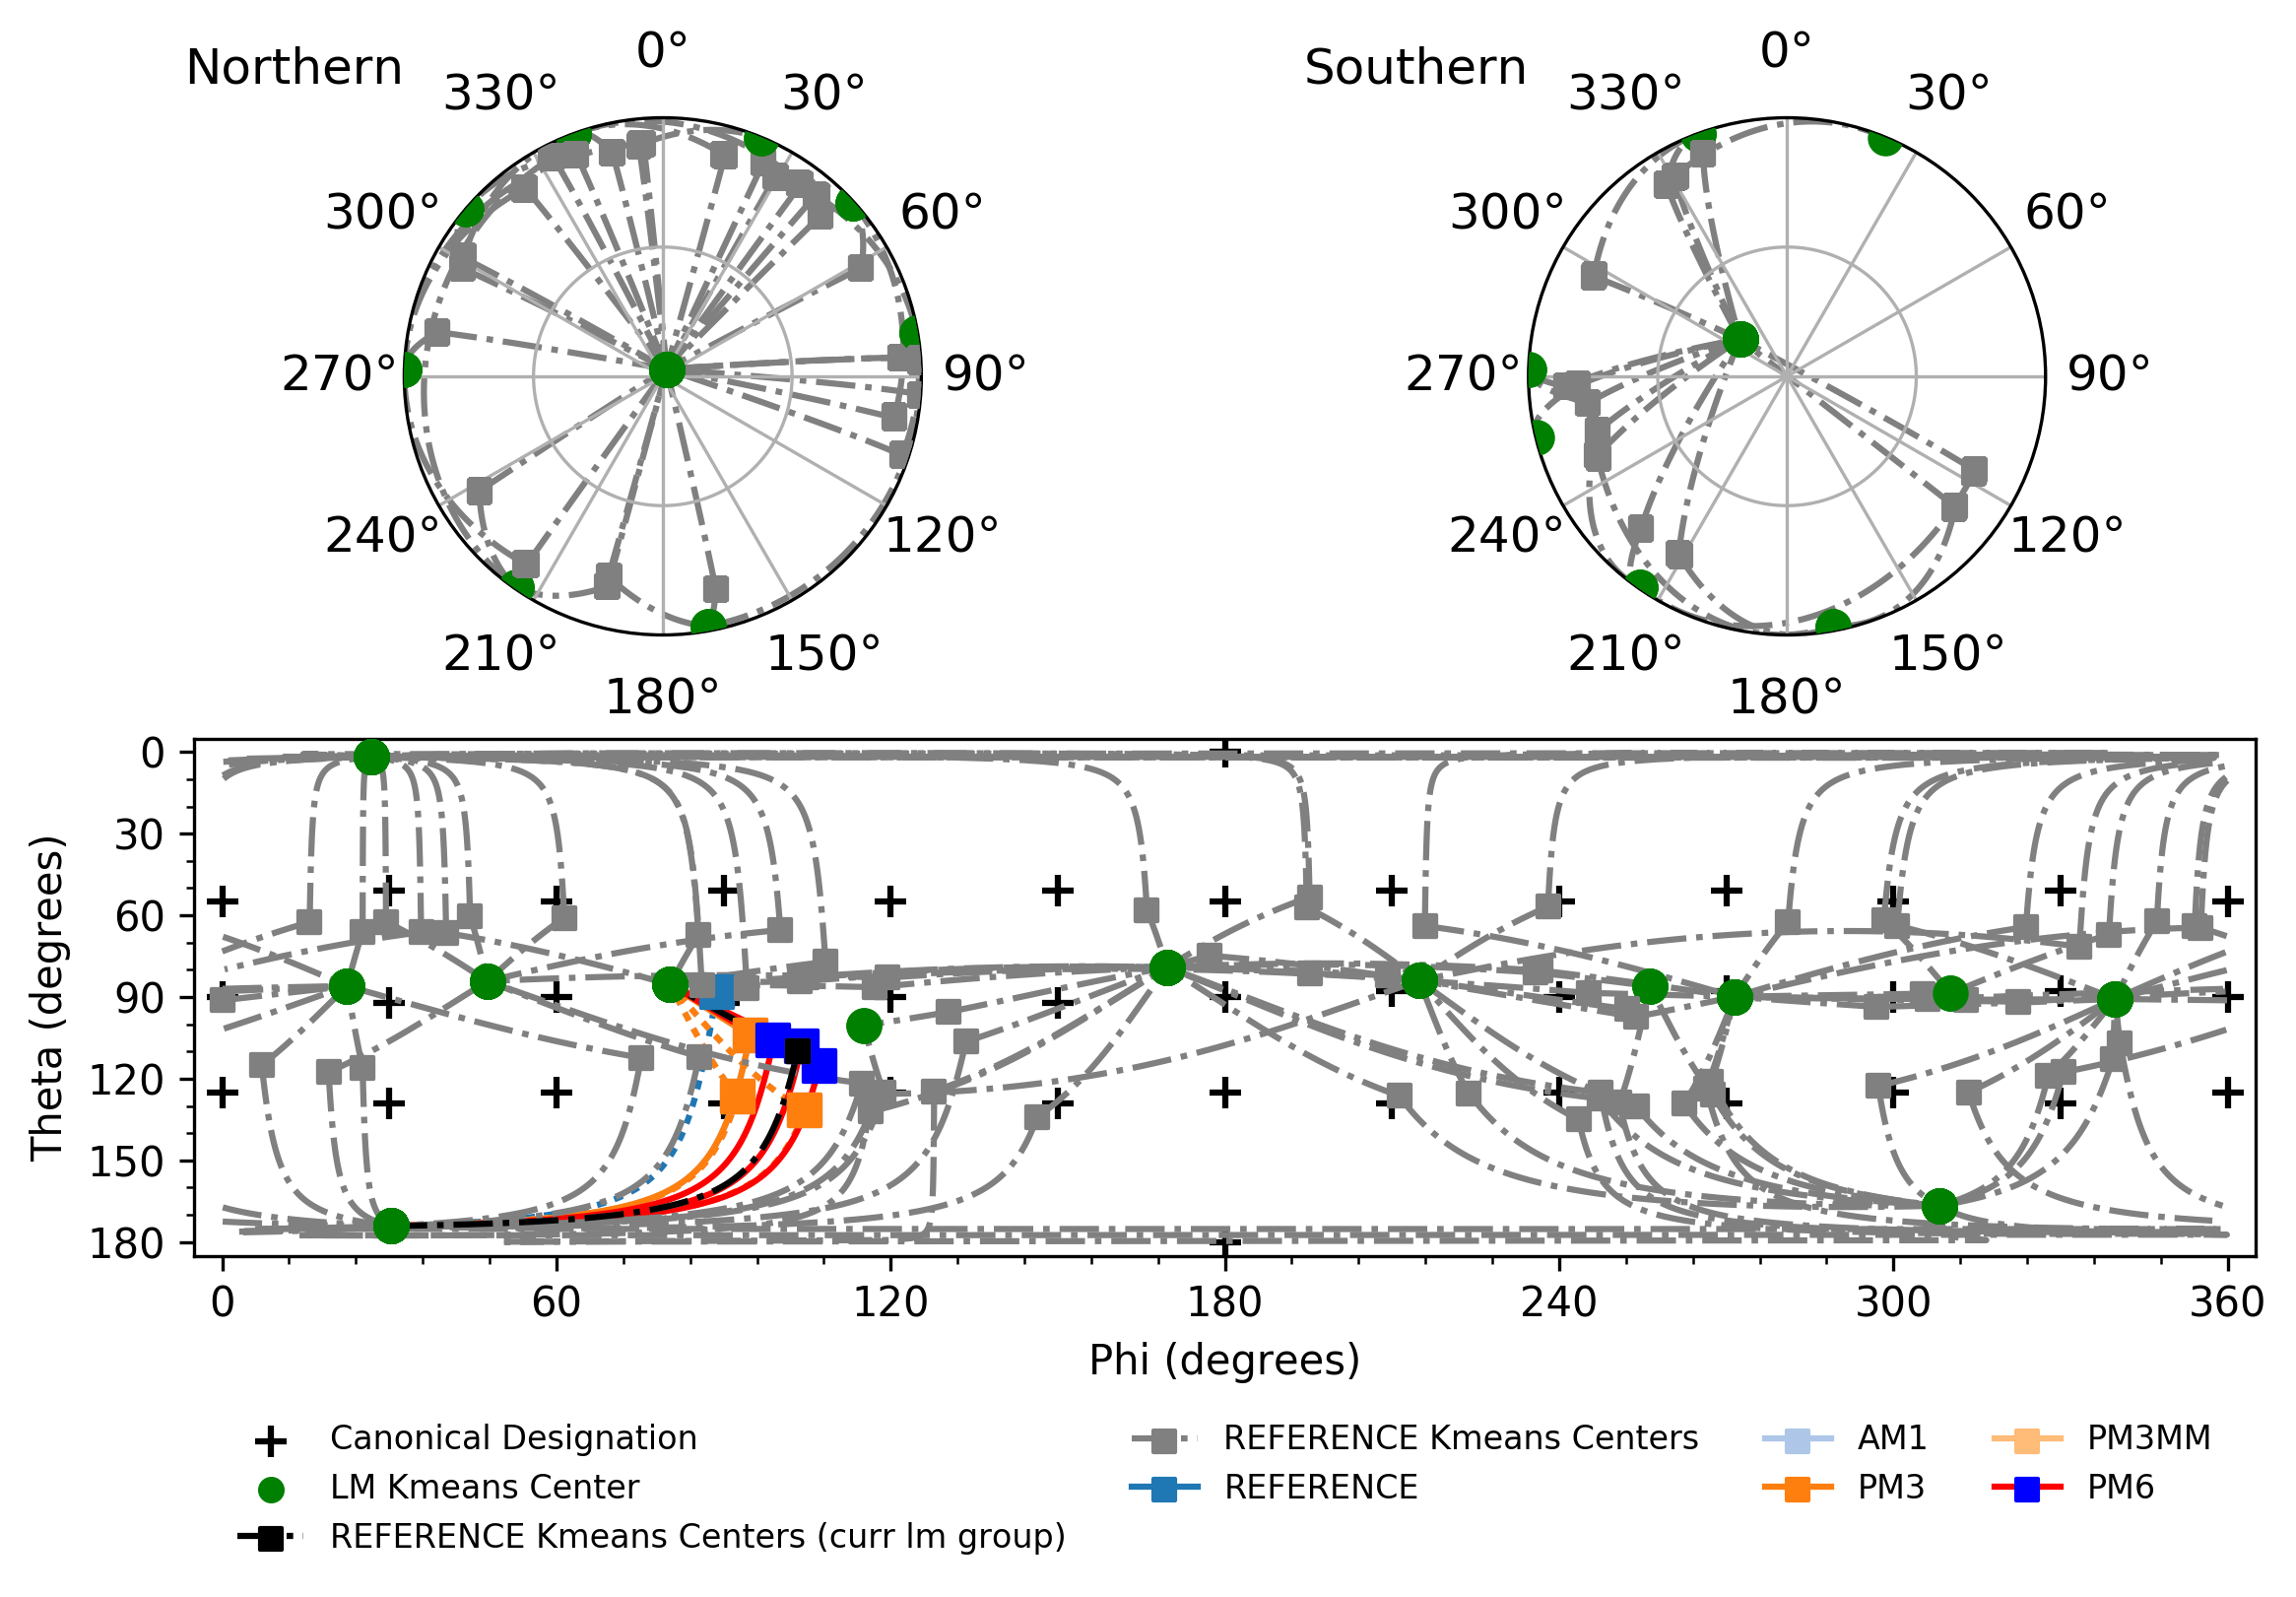 Northern
0°
30°
60°
90°
120°
150°
180°
210°
240°
270°
300°
330°
Southern
0°
30°
60°
90°
120°
150°
180°
210°
240°
270°
300°
330°
Theta (degrees)
0
30
60
90
120
150
180
0 60 120 180 240 300 360
Phi (degrees)
Canonical Designation
LM Kmeans Center
REFERENCE Kmeans Centers (curr lm group)
REFERENCE Kmeans Centers
REFERENCE
AM1
PM3
PM3MM
PM6